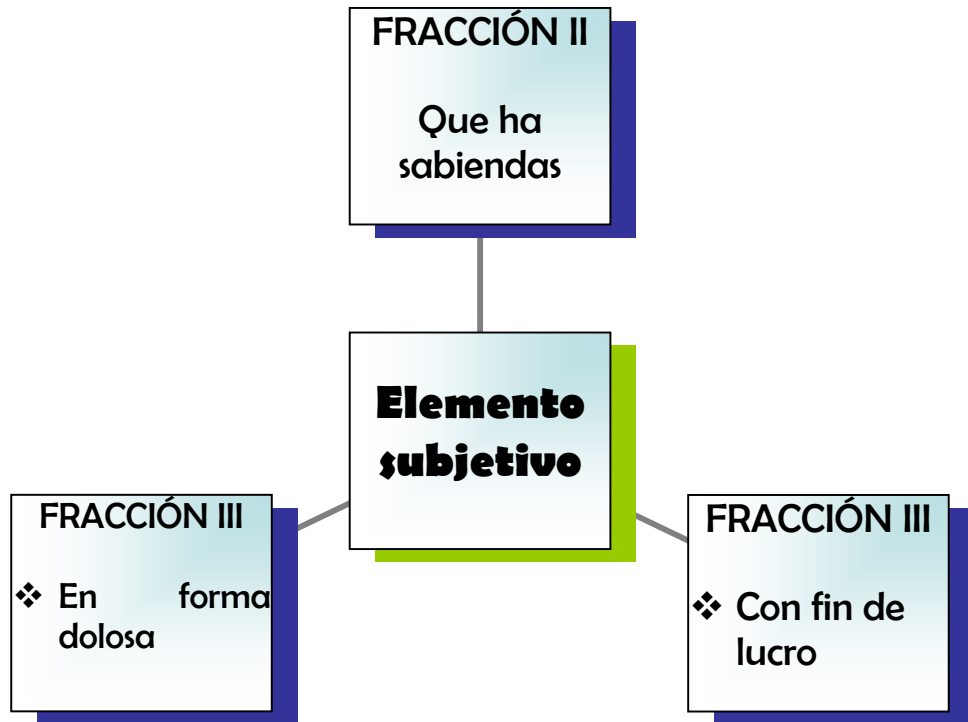 FRACCIÓN II
Que ha
sabiendas
Elemento
subjetivo
FRACCIÓN III
❖ En forma
dolosa
FRACCIÓN III
❖ Con fin de
lucro